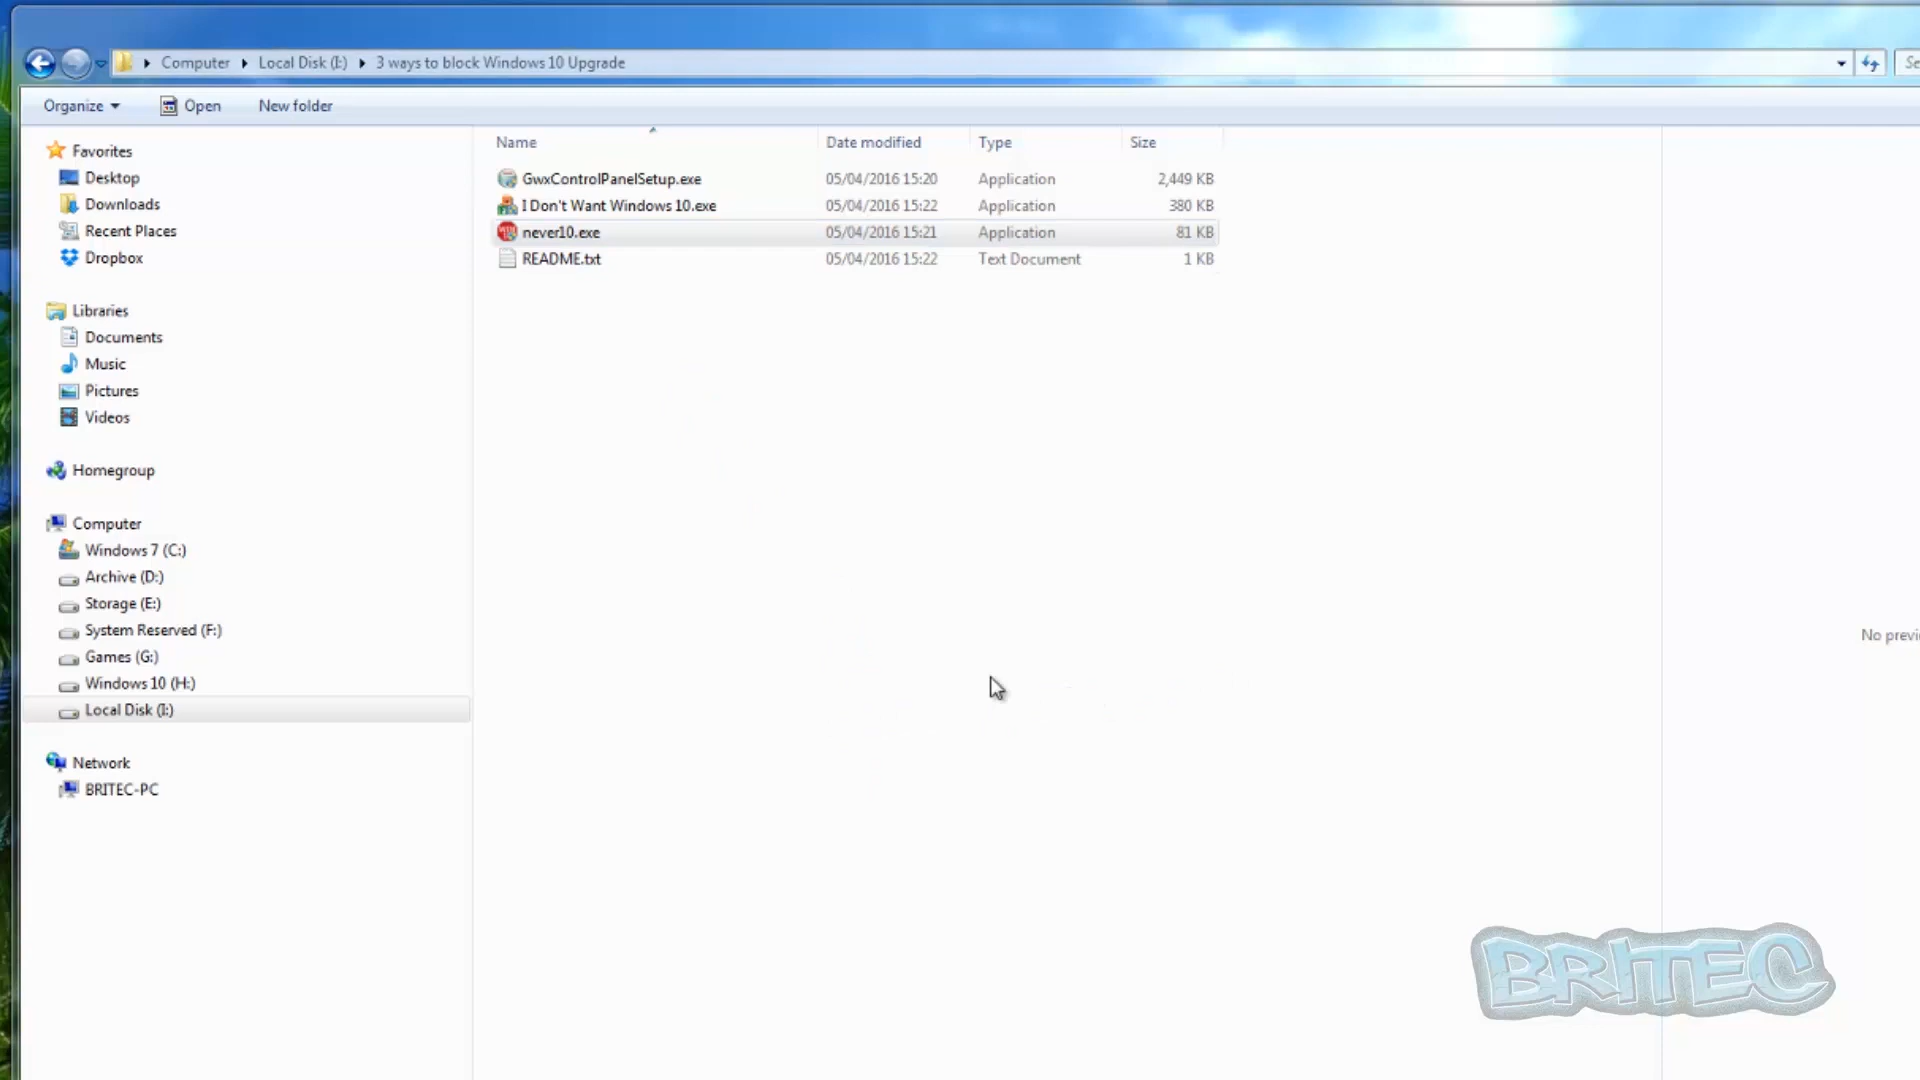 Computer Local Disk (I:) 3 ways to block Windows 10 Upgrade
Organize Open New folder
Name Date modified Type Size
GwxControlPanelSetup.exe 05/04/2016 15:20 Application 2,449 KB
I Don't Want Windows 10.exe 05/04/2016 15:22 Application 380 KB
never10.exe 05/04/2016 15:21 Application 81 KB
README.txt 05/04/2016 15:22 Text Document 1 KB
Favorites
Desktop
Downloads
Recent Places
Dropbox
Libraries
Documents
Music
Pictures
Videos
Homegroup
Computer
Windows 7 (C:)
Archive (D:)
Storage (E:)
System Reserved (F:)
Games (G:)
Windows 10 (H:)
Local Disk (I:)
Network
BRITEC-PC
No previ
BRITEC